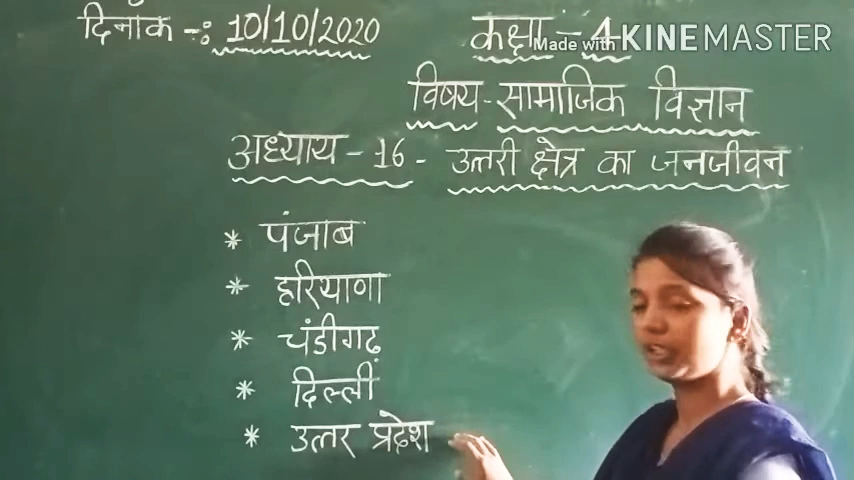 दिनांक -: 10/10/2020 कक्षा - 4
Made with KINEMASTER
विषय - सामाजिक विज्ञान
अध्याय - 16 - उत्तरी क्षेत्र का जनजीवन
* पंजाब
* हरियाणा
* चंडीगढ़
* दिल्ली
* उत्तर प्रदेश